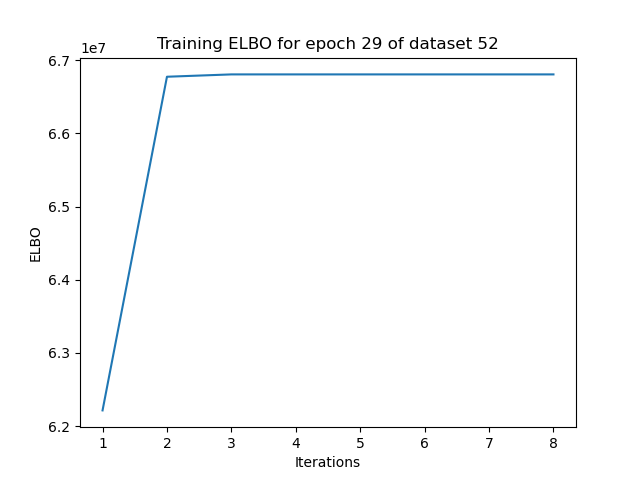 Training ELBO for epoch 29 of dataset 52
1e7
6.7
6.6
6.5
6.4
6.3
6.2
ELBO
1 2 3 4 5 6 7 8
Iterations